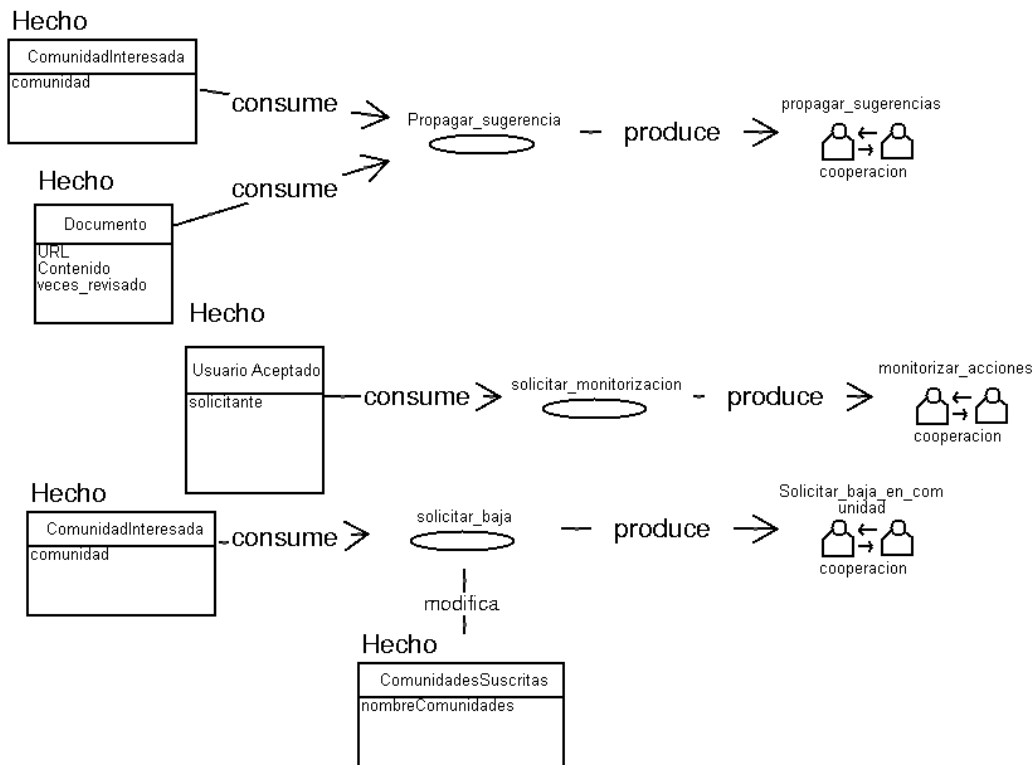 Hecho
ComunidadInteresada
comunidad
consume
Propagar_sugerencia
produce
propagar_sugerencias
cooperacion
Hecho
consume
Documento
URL
Contenido
veces_revisado
Hecho
Usuario Aceptado
solicitante
consume
solicitar_monitorizacion
produce
monitorizar_acciones
cooperacion
Hecho
ComunidadInteresada
comunidad
consume
solicitar_baja
produce
Solicitar_baja_en_com
unidad
cooperacion
modifica
Hecho
ComunidadesSuscritas
nombreComunidades